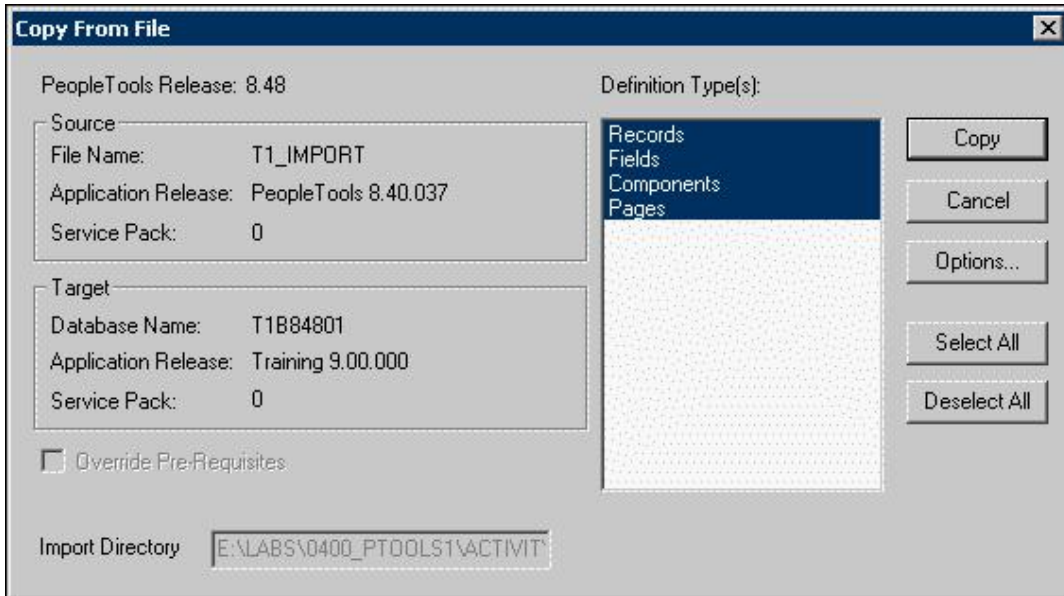 Copy From File
PeopleTools Release: 8.48
Source
File Name: T1_IMPORT
Application Release: PeopleTools 8.40.037
Service Pack: 0
Target
Database Name: T1B84801
Application Release: Training 9.00.000
Service Pack: 0
Override Pre-Requisites
Import Directory E:\LABS\0400_PTOOLS1\ACTIVIT
Definition Type(s):
Records
Fields
Components
Pages
Copy
Cancel
Options...
Select All
Deselect All